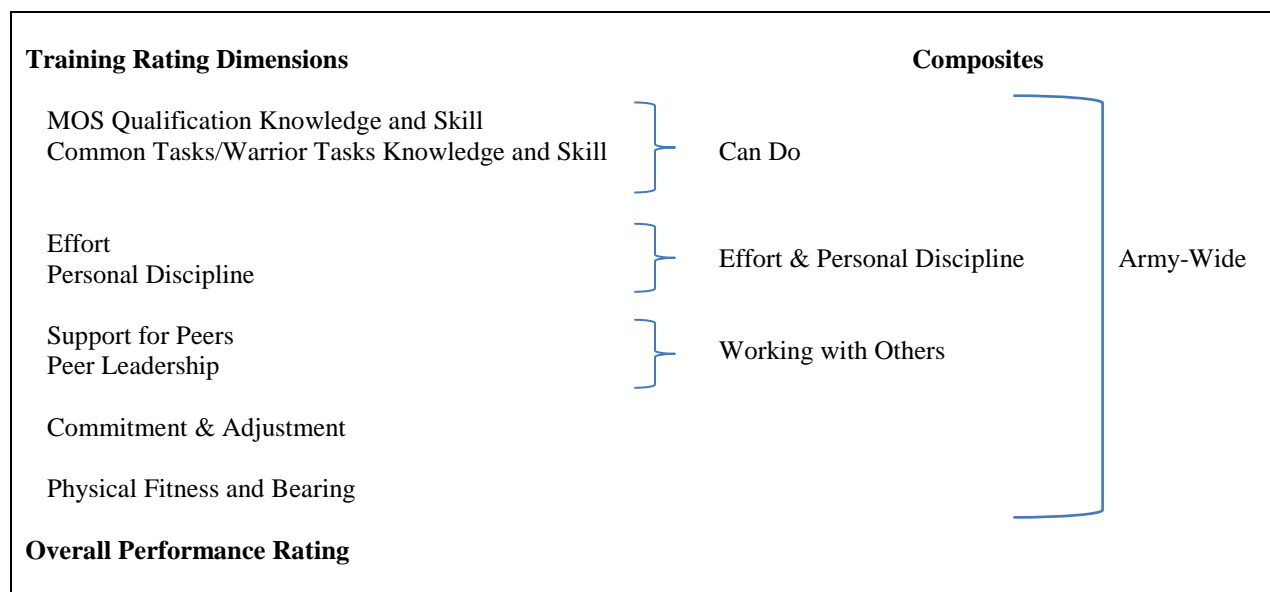 Training Rating Dimensions
Composites
MOS Qualification Knowledge and Skill
Common Tasks/Warrior Tasks Knowledge and Skill
Can Do
Effort
Personal Discipline
Effort & Personal Discipline
Army-Wide
Support for Peers
Peer Leadership
Working with Others
Commitment & Adjustment
Physical Fitness and Bearing
Overall Performance Rating